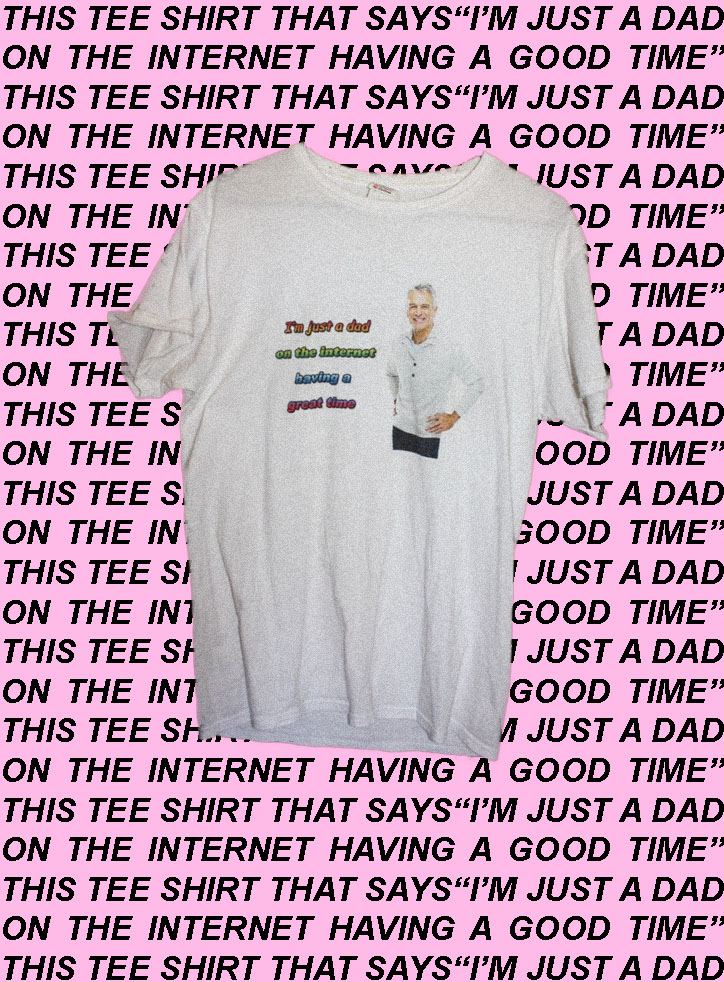 THIS TEE SHIRT THAT SAYS“I’M JUST A DAD
ON THE INTERNET HAVING A GOOD TIME”
THIS TEE SHIRT THAT SAYS“I’M JUST A DAD
ON THE INTERNET HAVING A GOOD TIME”
THIS TEE SAYS“ JUST A DAD
ON THE TIME”
THIS TEE A DAD
ON THE TIME”
THIS A DAD
ON THE TIME”
THIS TEE A DAD
ON THE TIME”
THIS TEE JUST A DAD
ON THE GOOD TIME”
THIS TEE JUST A DAD
ON THE GOOD TIME”
THIS TEE JUST A DAD
ON THE GOOD TIME”
THIS TEE JUST A DAD
ON THE INTERNET HAVING A GOOD TIME”
THIS TEE SHIRT THAT SAYS“I’M JUST A DAD
ON THE INTERNET HAVING A GOOD TIME”
THIS TEE SHIRT THAT SAYS“I’M JUST A DAD
ON THE INTERNET HAVING A GOOD TIME”
THIS TEE SHIRT THAT SAYS“I’M JUST A DAD
I'm just a dad
on the internet
having a
great time